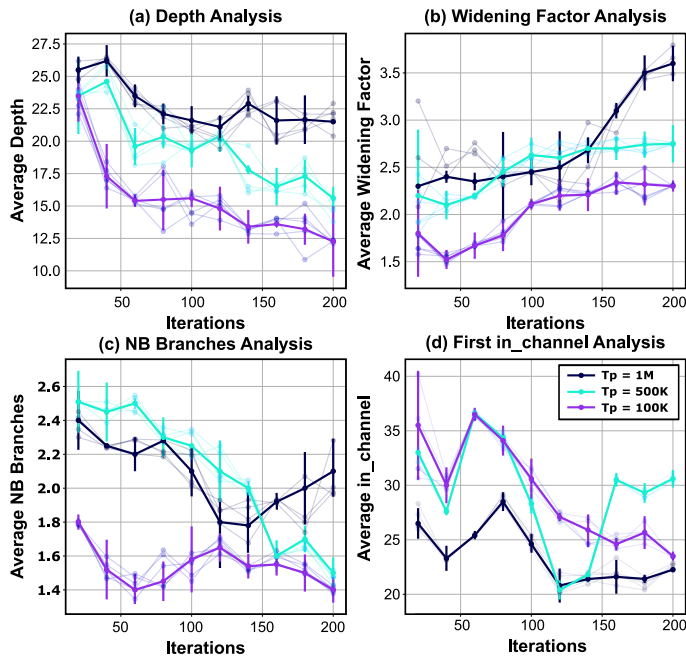 (a) Depth Analysis
(b) Widening Factor Analysis
27.5
25.0
22.5
20.0
17.5
15.0
12.5
10.0
Average Depth
50
100
150
200
Iterations
3.5
3.0
2.5
2.0
1.5
Average Widening Factor
50
100
150
200
Iterations
(c) NB Branches Analysis
(d) First in_channel Analysis
2.6
2.4
2.2
2.0
1.8
1.6
1.4
Average NB Branches
50
100
150
200
Iterations
40
35
30
25
20
Average in_channel
Tp = 1M
Tp = 500K
Tp = 100K
50
100
150
200
Iterations